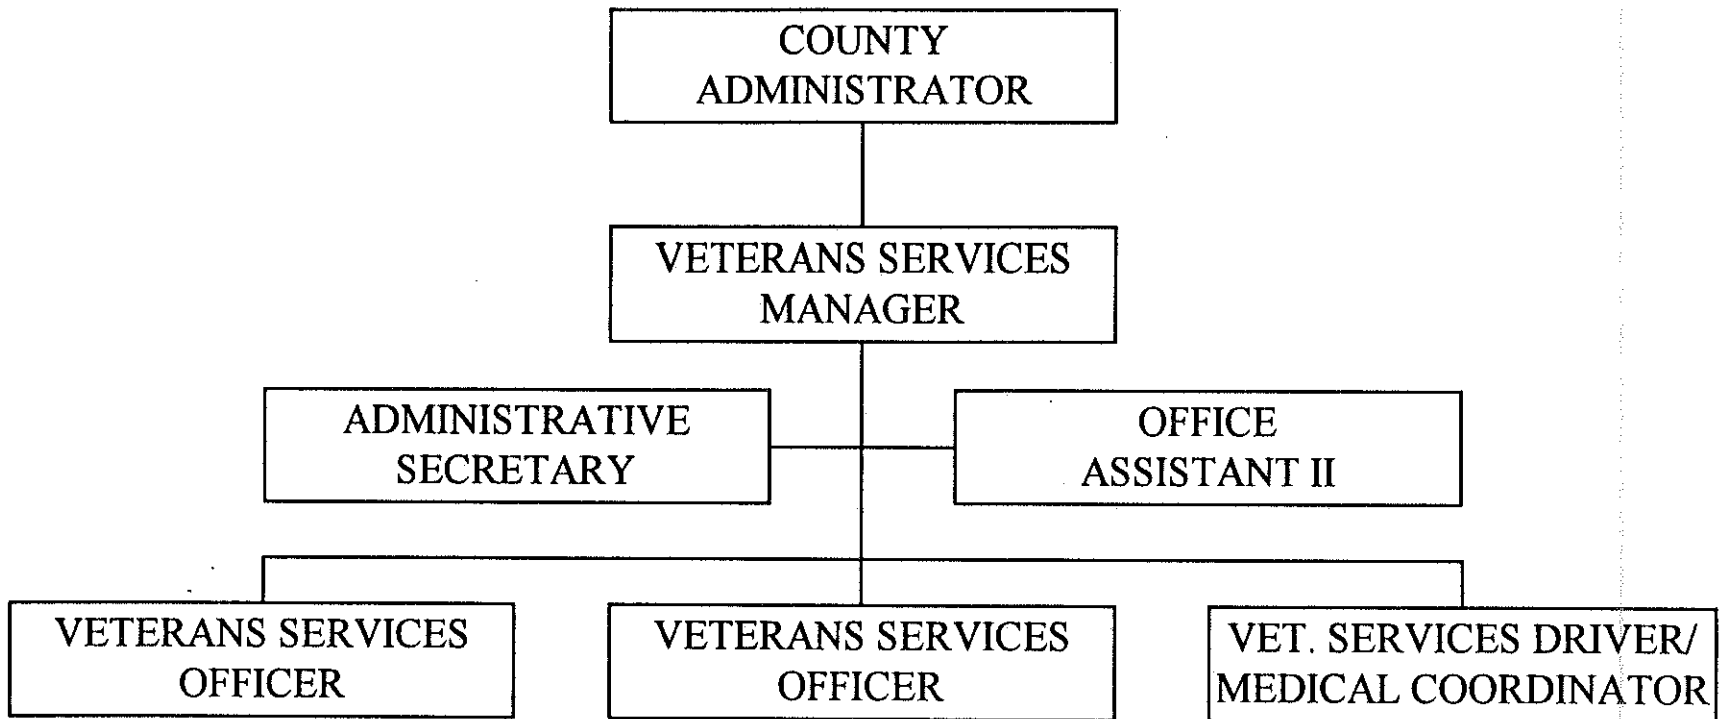 COUNTY
ADMINISTRATOR
VETERANS SERVICES
MANAGER
ADMINISTRATIVE
SECRETARY
OFFICE
ASSISTANT II
VETERANS SERVICES
OFFICER
VETERANS SERVICES
OFFICER
VET. SERVICES DRIVER/
MEDICAL COORDINATOR